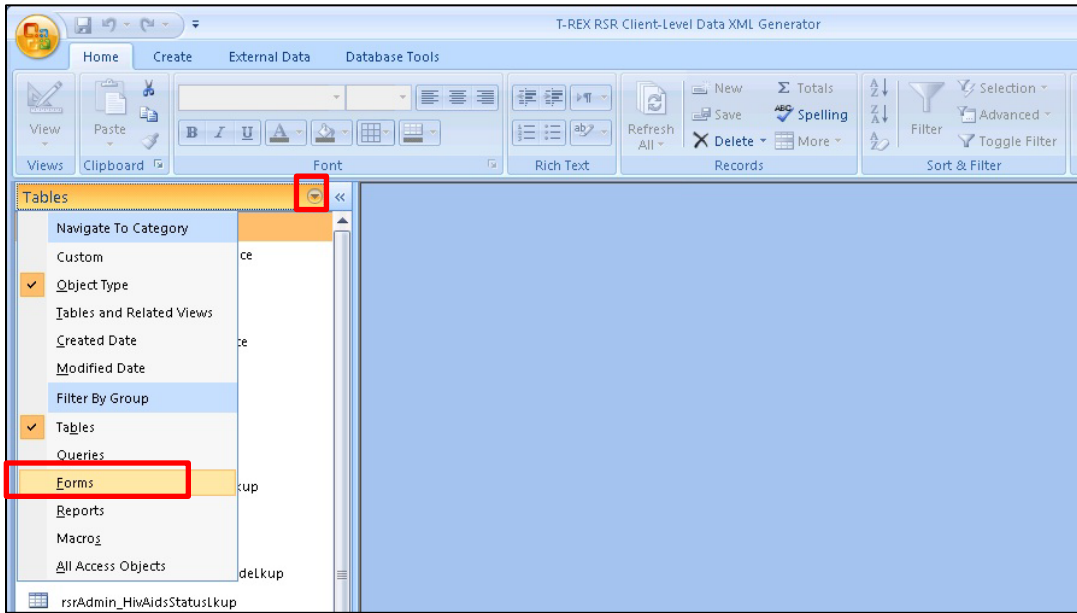 T-REX RSR Client-Level Data XML Generator
Home Create External Data Database Tools
View
Paste
B I U A
Refresh All
New
Save
Delete
Σ Totals
ABC Spelling
More
A Z
Z A
A Z
Filter
Selection
Advanced
Toggle Filter
Views Clipboard Font Rich Text Records Sort & Filter
Tables «
Navigate To Category
Custom
ce
Object Type
Tables and Related Views
Created Date
ce
Modified Date
Filter By Group
Tables
Queries
Forms
kup
Reports
Macros
All Access Objects
deLkup
rsrAdmin_HivAidsStatusLkup